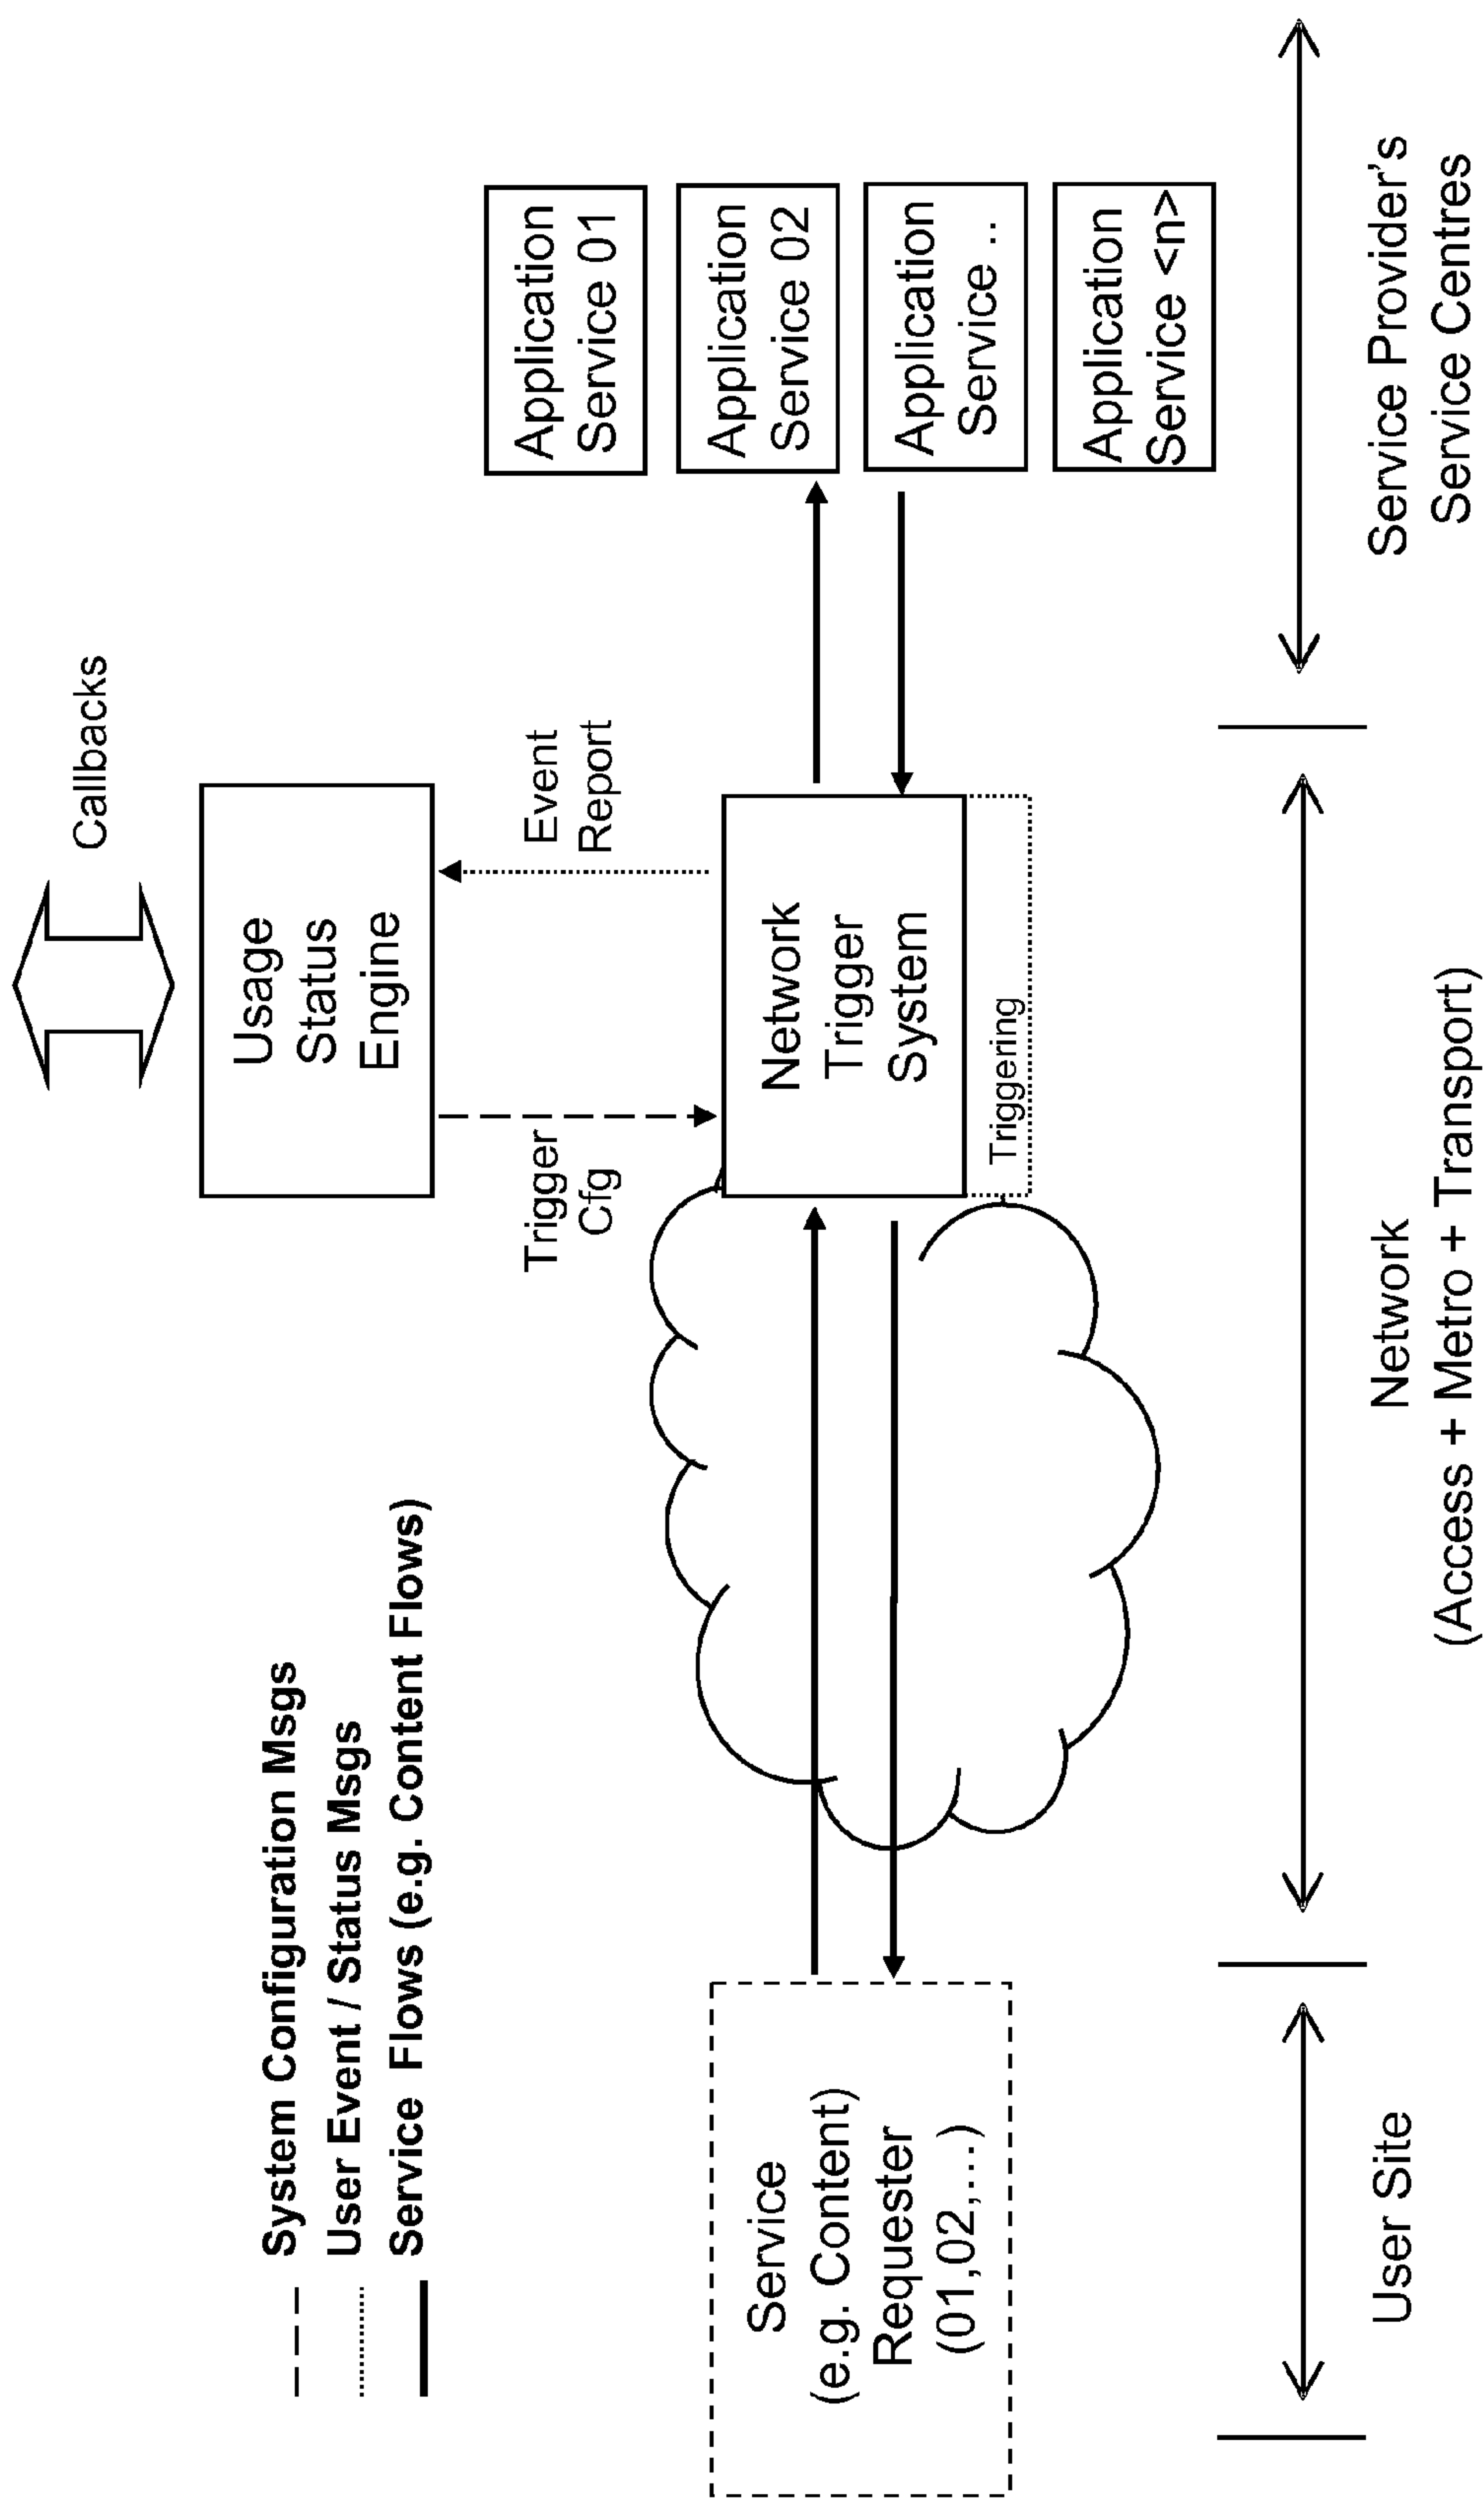 Callbacks
System Configuration Msgs
User Event / Status Msgs
Service Flows (e.g. Content Flows)
Usage
Status
Engine
Trigger
Cfg
Event
Report
Application
Service 01
Application
Service 02
Application
Service ..
Application
Service <n>
Service
(e.g. Content)
Requester
(01,02,...)
Network
Trigger
System
Triggering
User Site
Network
(Access + Metro + Transport)
Service Provider's
Service Centres